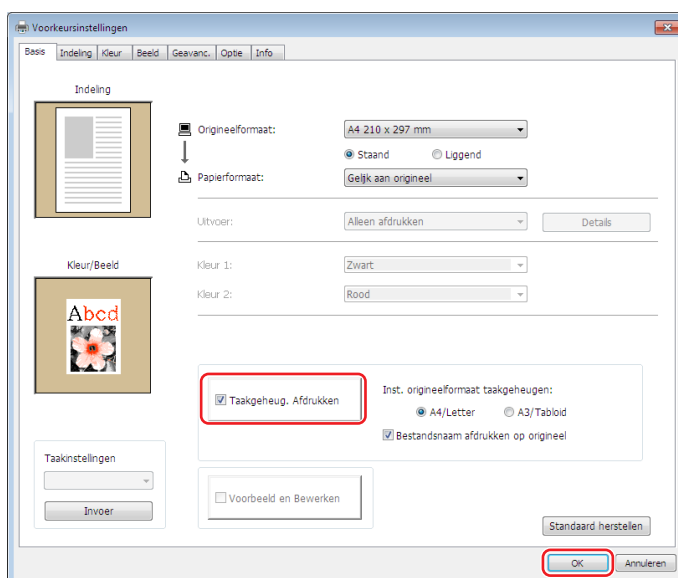 Voorkeursinstellingen
Basis Indeling Kleur Beeld Geavanc. Optie Info
Indeling
Origineelformaat: A4 210 x 297 mm
Staand Liggend
Papierformaat: Gelijk aan origineel
Uitvoer: Alleen afdrukken Details
Kleur/Beeld
Kleur 1: Zwart
Kleur 2: Rood
Abcd
Taakgeheug. Afdrukken
Inst. origineelformaat taakgeheugen:
A4/Letter A3/Tabloid
Bestandsnaam afdrukken op origineel
Taakinstellingen
Invoer
Voorbeeld en Bewerken
Standaard herstellen
OK Annuleren